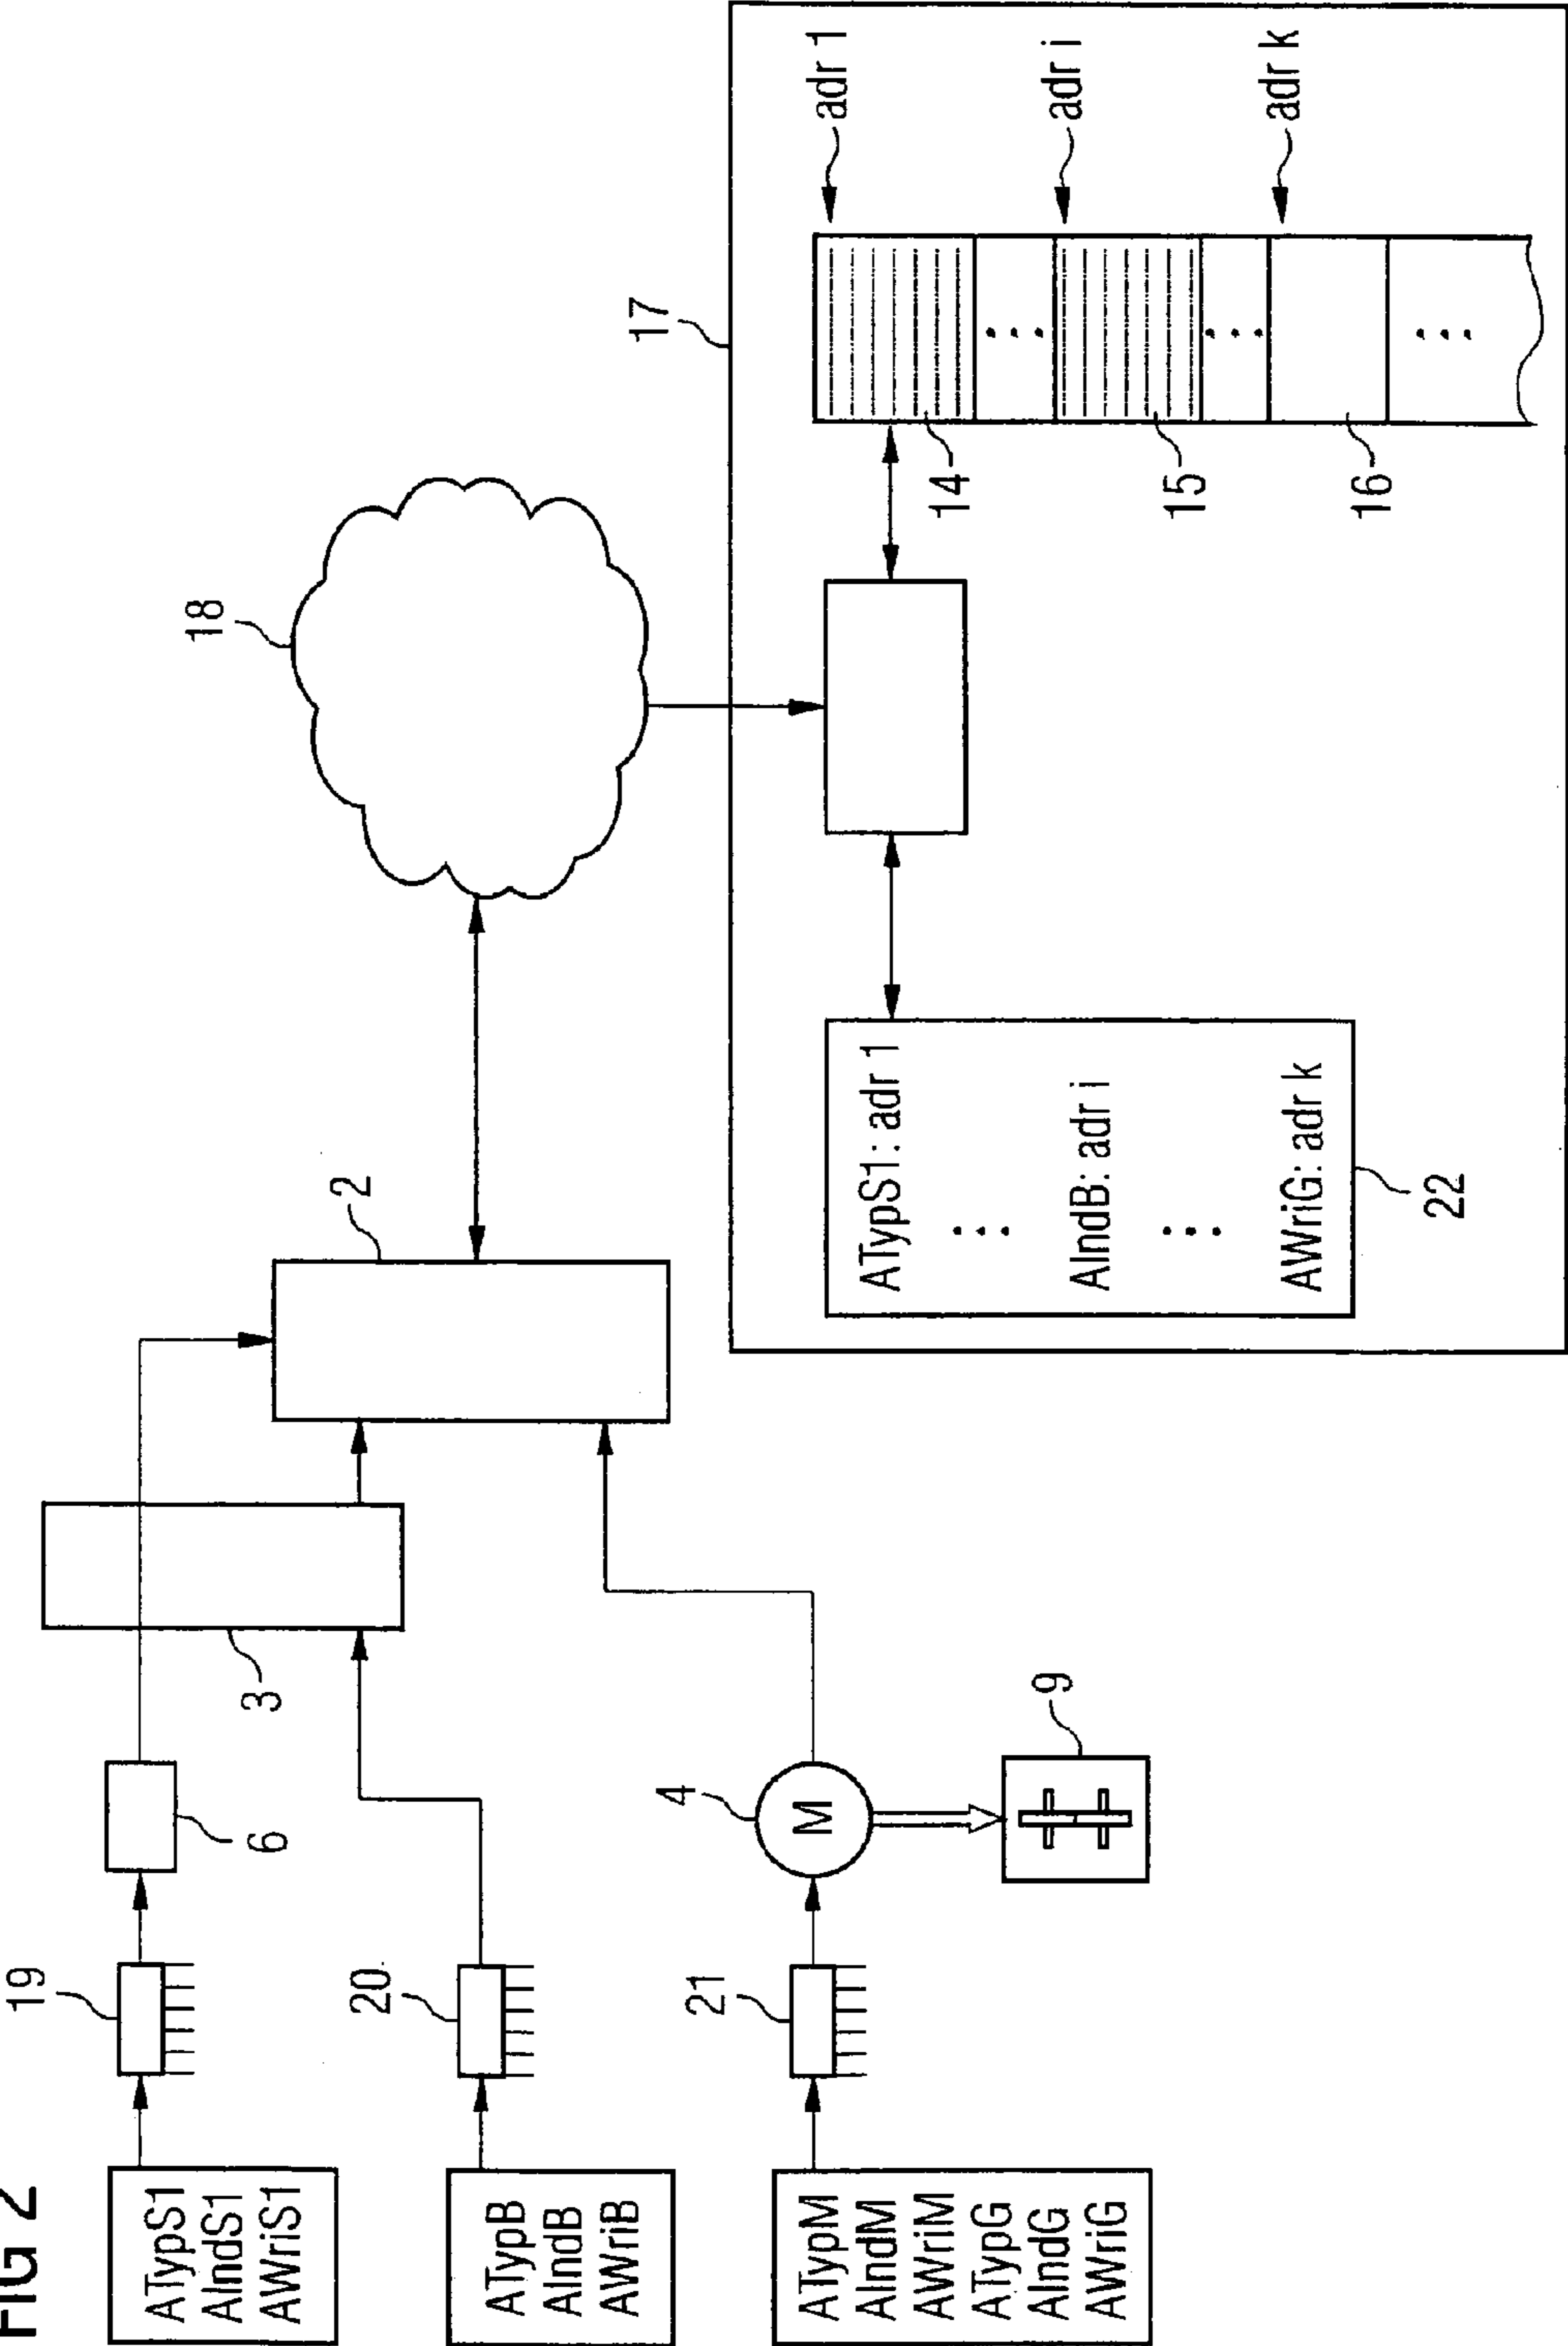 FIG 2
ATypS1
AIndS1
AWriS1
19
6
3
2
18
ATypB
AIndB
AWriB
20
ATypM
AIndM
AWriM
ATypG
AIndG
AWriG
21
4
M
9
17
ATypS1: adr 1
AIndB: adr i
AWriG: adr k
22
14
15
16
adr 1
adr i
adr k